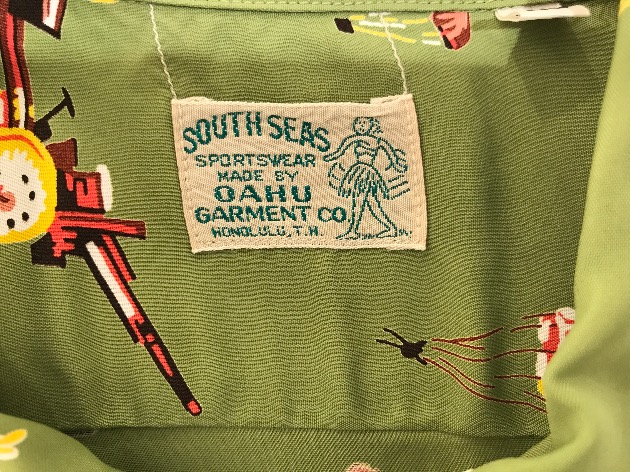 SOUTH SEAS
SPORTSWEAR
MADE BY
OAHU
GARMENT CO.
HONOLULU, T.H.